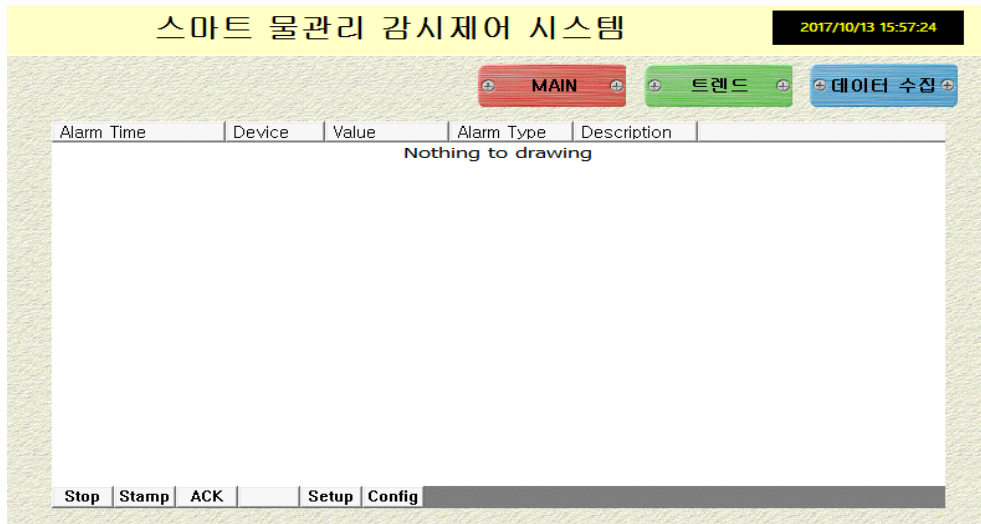 스마트 물관리 감시제어 시스템 2017/10/13 15:57:24
MAIN 트렌드 데이터 수집
Alarm Time Device Value Alarm Type Description
Nothing to drawing
Stop Stamp ACK Setup Config